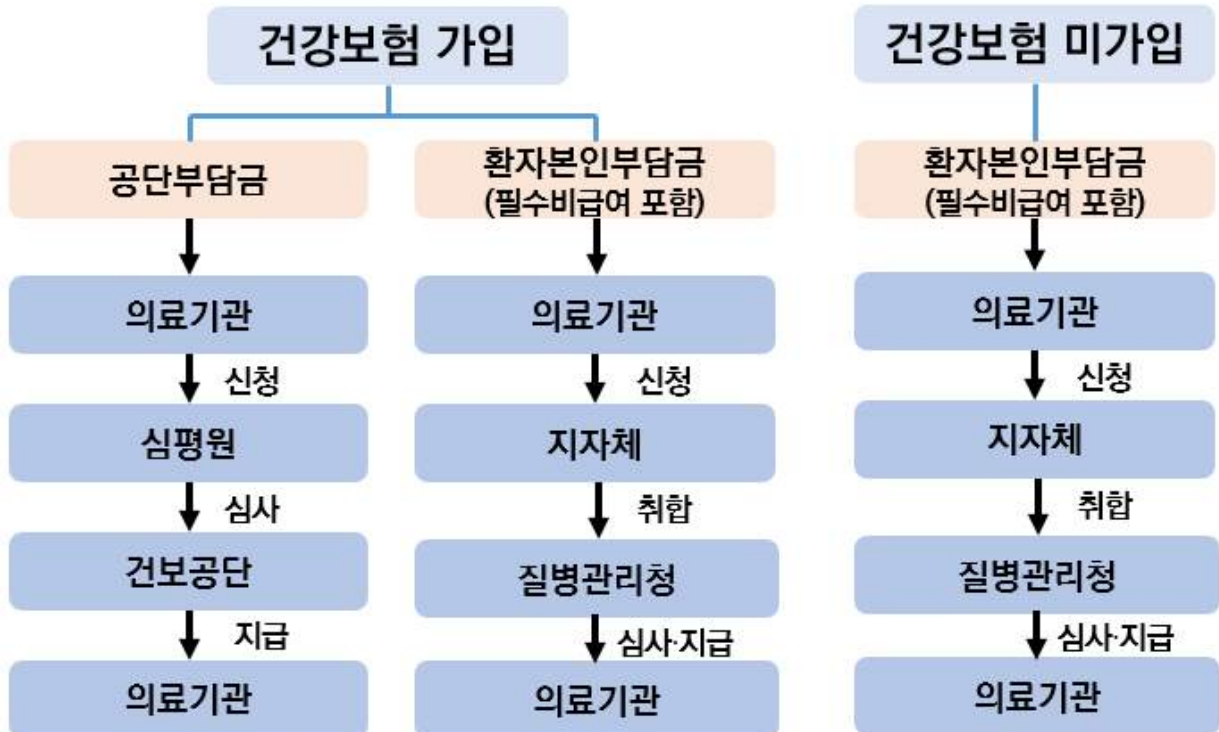 건강보험 가입
건강보험 미가입
공단부담금
환자본인부담금
(필수비급여 포함)
환자본인부담금
(필수비급여 포함)
의료기관
의료기관
의료기관
신청
신청
신청
심평원
지자체
지자체
심사
취합
취합
건보공단
질병관리청
질병관리청
지급
심사·지급
심사·지급
의료기관
의료기관
의료기관